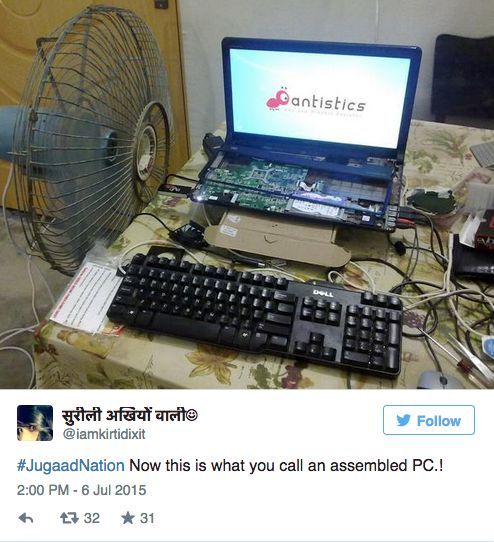 antistics
DELL
सुरीली अखियों वाली☺
@iamkirtidixit
Follow
#JugaadNation Now this is what you call an assembled PC.!
2:00 PM - 6 Jul 2015
32
31